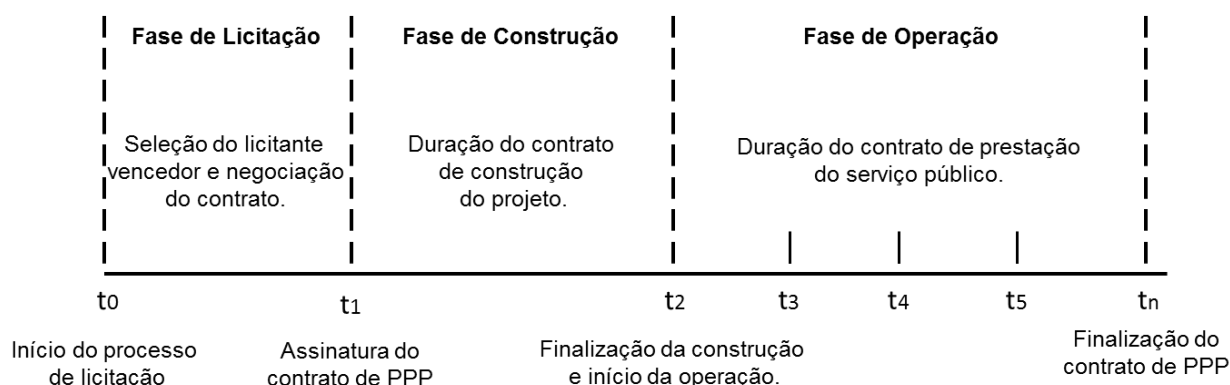 Fase de Licitação
Fase de Construção
Fase de Operação
Seleção do licitante
vencedor e negociação
do contrato.
Duração do contrato
de construção
do projeto.
Duração do contrato de prestação
do serviço público.
t0
t1
t2
t3
t4
t5
tn
Início do processo
de licitação
Assinatura do
contrato de PPP
Finalização da construção
e início da operação.
Finalização do
contrato de PPP